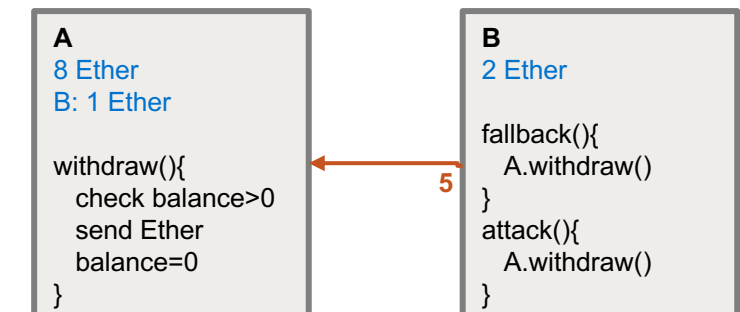 A
8 Ether
B: 1 Ether
withdraw(){
check balance>0
send Ether
balance=0
}
5
B
2 Ether
fallback(){
A.withdraw()
}
attack(){
A.withdraw()
}